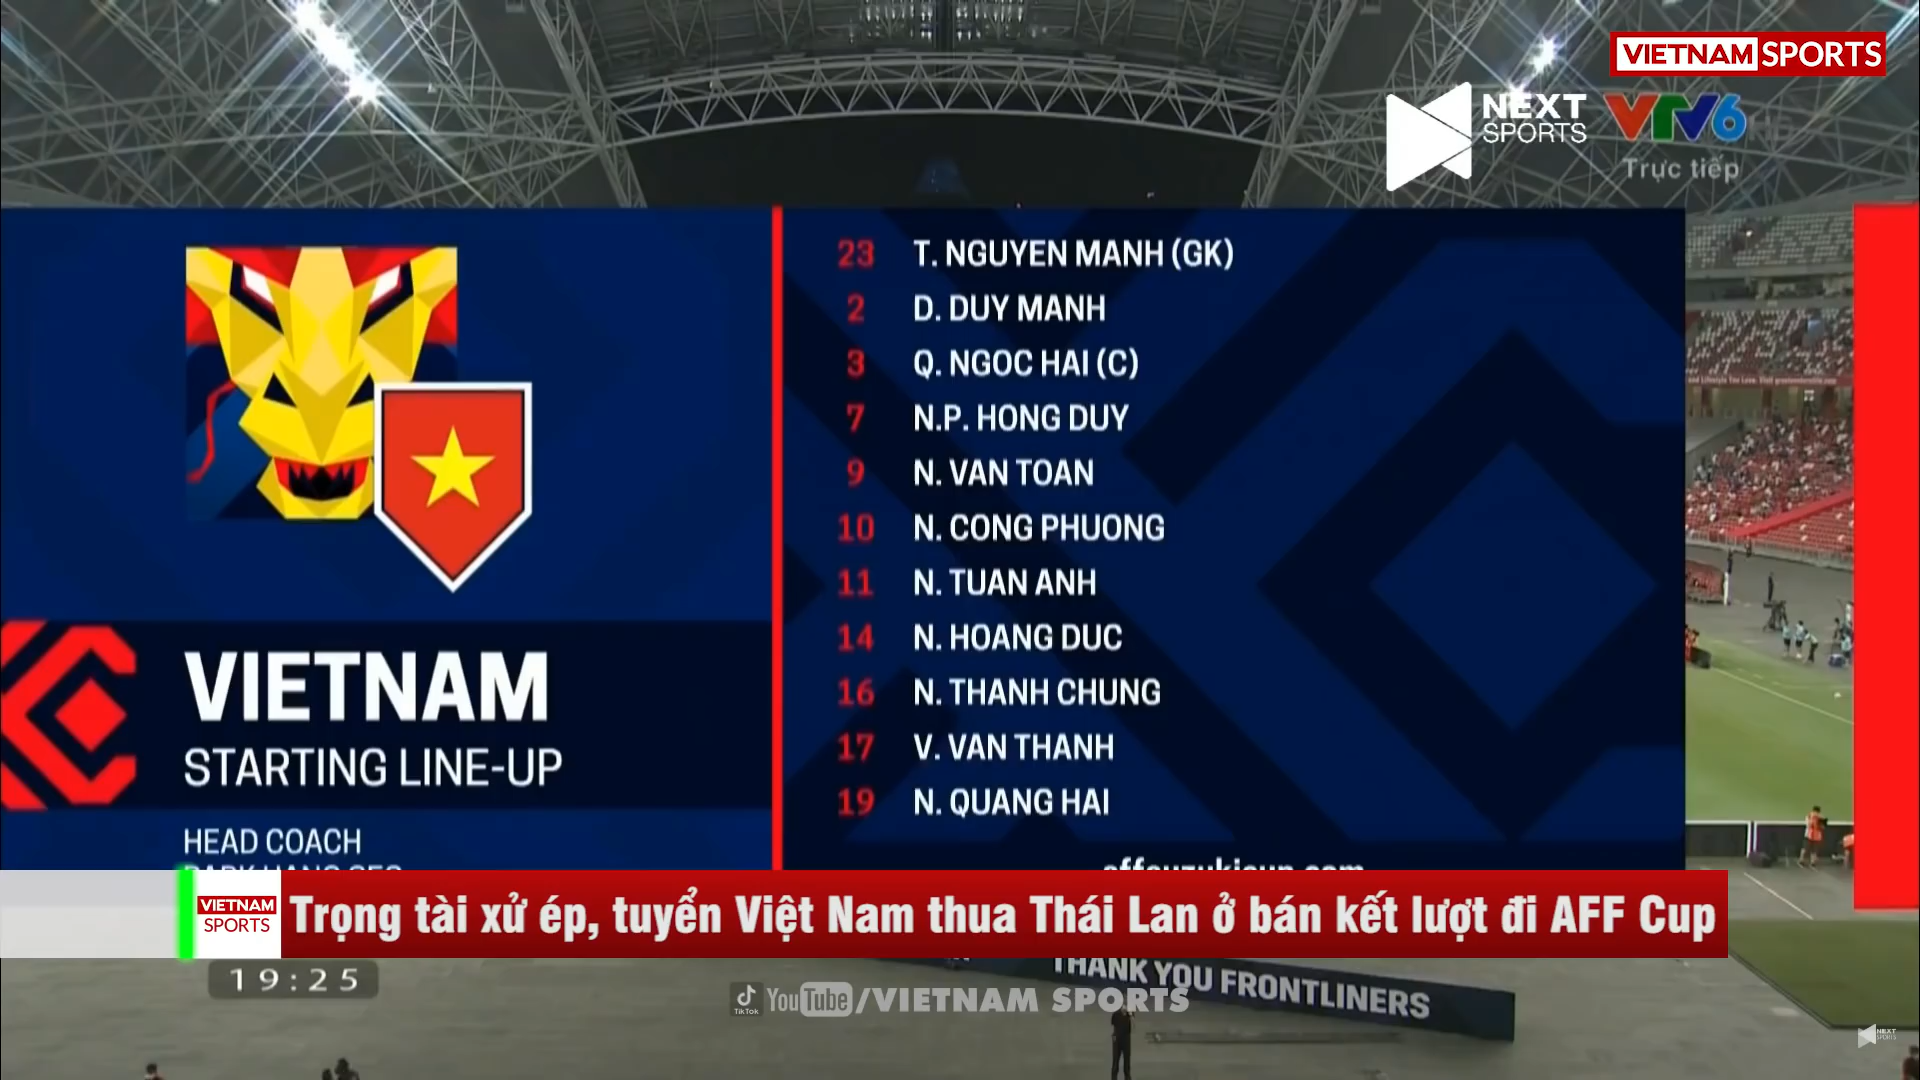 VIETNAM SPORTS
NEXT
SPORTS
VTV6
Trực tiếp
23 T. NGUYEN MANH (GK)
2 D. DUY MANH
3 Q. NGOC HAI (C)
7 N.P. HONG DUY
9 N. VAN TOAN
10 N. CONG PHUONG
11 N. TUAN ANH
14 N. HOANG DUC
16 N. THANH CHUNG
17 V. VAN THANH
19 N. QUANG HAI
VIETNAM
STARTING LINE-UP
HEAD COACH
VIETNAM
SPORTS
Trọng tài xử ép, tuyển Việt Nam thua Thái Lan ở bán kết lượt đi AFF Cup
19:25
THANK YOU FRONTLINERS
TikTok YouTube/VIETNAM SPORTS
NEXT
SPORTS